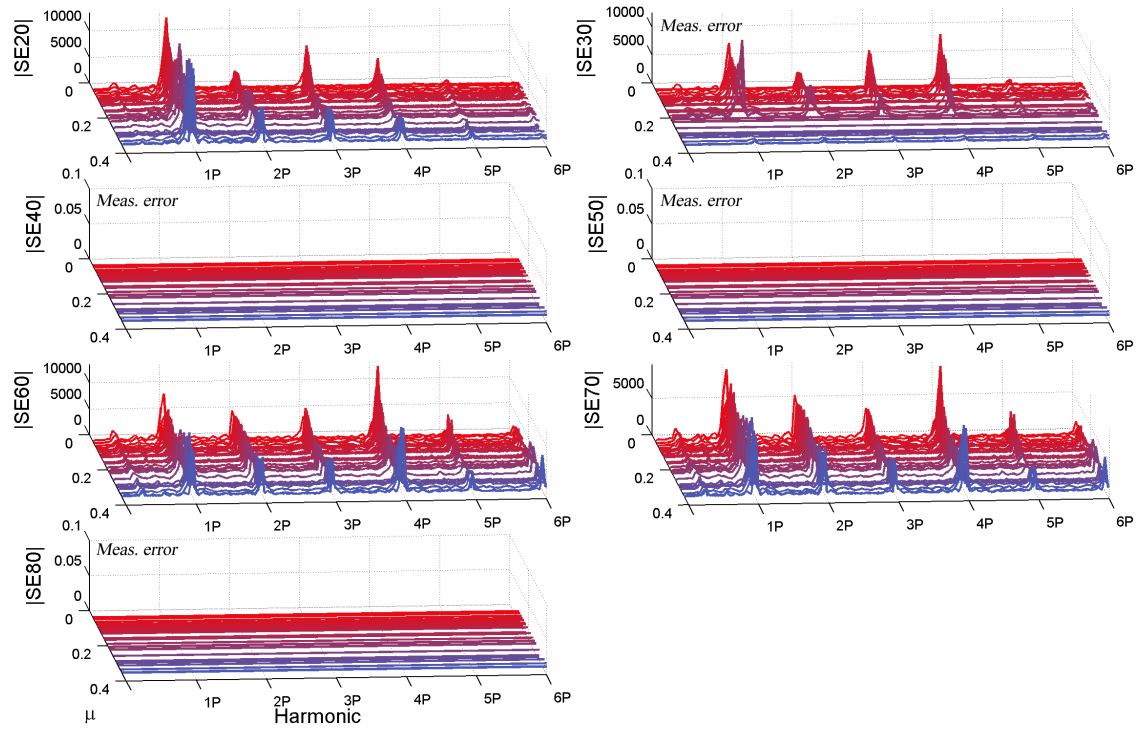 |SE20|
10000
5000
0
0
0.2
0.4
1P
2P
3P
4P
5P
6P
|SE30|
Meas. error
10000
5000
0
0
0.2
0.4
1P
2P
3P
4P
5P
6P
|SE40|
Meas. error
0.1
0.05
0
0
0.2
0.4
1P
2P
3P
4P
5P
6P
|SE50|
Meas. error
0.1
0.05
0
0
0.2
0.4
1P
2P
3P
4P
5P
6P
|SE60|
10000
5000
0
0
0.2
0.4
1P
2P
3P
4P
5P
6P
|SE70|
5000
0
0
0.2
0.4
1P
2P
3P
4P
5P
6P
|SE80|
Meas. error
0.1
0.05
0
0
0.2
0.4
1P
2P
3P
4P
5P
6P
μ
Harmonic